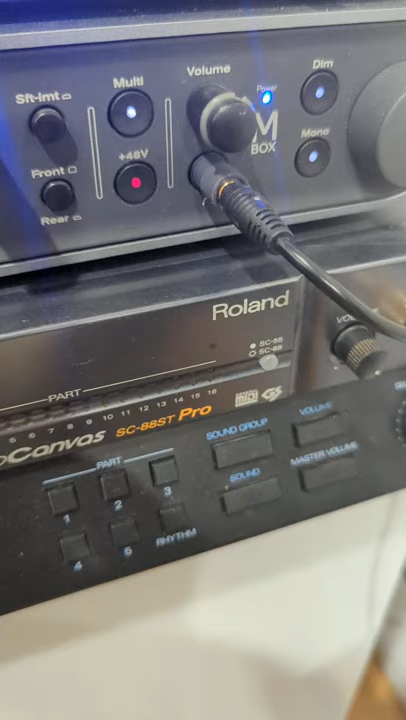 Sft-lmt
Multi
Volume
Power
Dim
Front
+48V
M
BOX
Mono
Rear
Roland
SC-55
SC-88
PART
5 6 7 8 9 10 11 12 13 14 15 16
MIDI GS
Canvas SC-88ST Pro
PART
SOUND GROUP
VOLUME
1 2 3
SOUND
MASTER VOLUME
4 5 RHYTHM